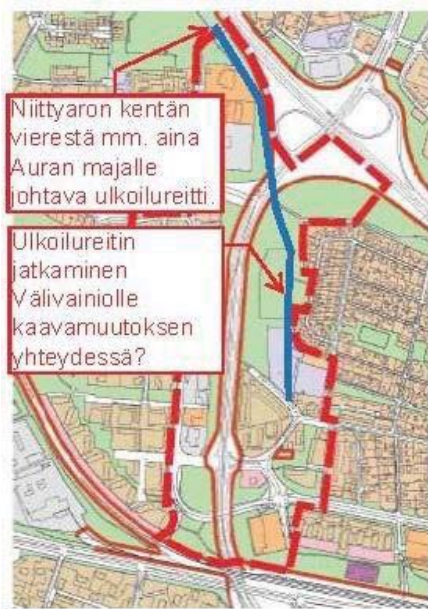 Niittyaron kentän
vierestä mm. aina
Auran majalle
johtava ulkoilureitti.
Ulkoilureitin
jatkaminen
Välivainiolle
kaavamuutoksen
yhteydessä?